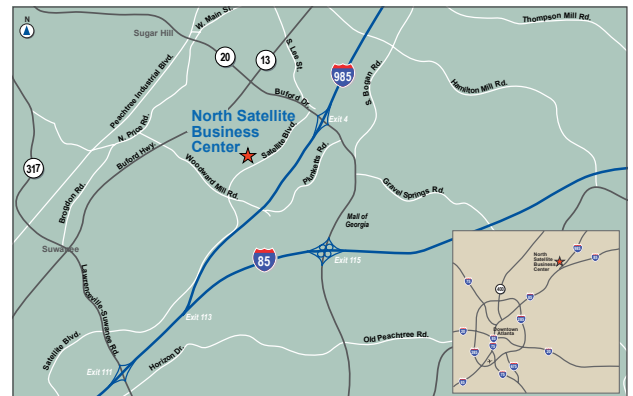 N
W. Main St.
Thompson Mill Rd.
Sugar Hill
20
13
S. Lee St.
985
S. Bogan Rd.
Hamilton Mill Rd.
Peachtree Industrial Blvd.
Buford Dr.
N. Price Rd.
North Satellite
Business
Center
Exit 4
Satellite Blvd.
Buford Hwy.
317
Woodward Mill Rd.
Plunketts Rd.
Gravel Springs Rd.
Brogdon Rd.
Mall of
Georgia
Suwanee
85
Exit 115
Lawrenceville-Suwanee Rd.
Exit 113
Old Peachtree Rd.
Satellite Blvd.
Horizon Dr.
Exit 111
North
Satellite
Business
Center
400
Downtown
Atlanta